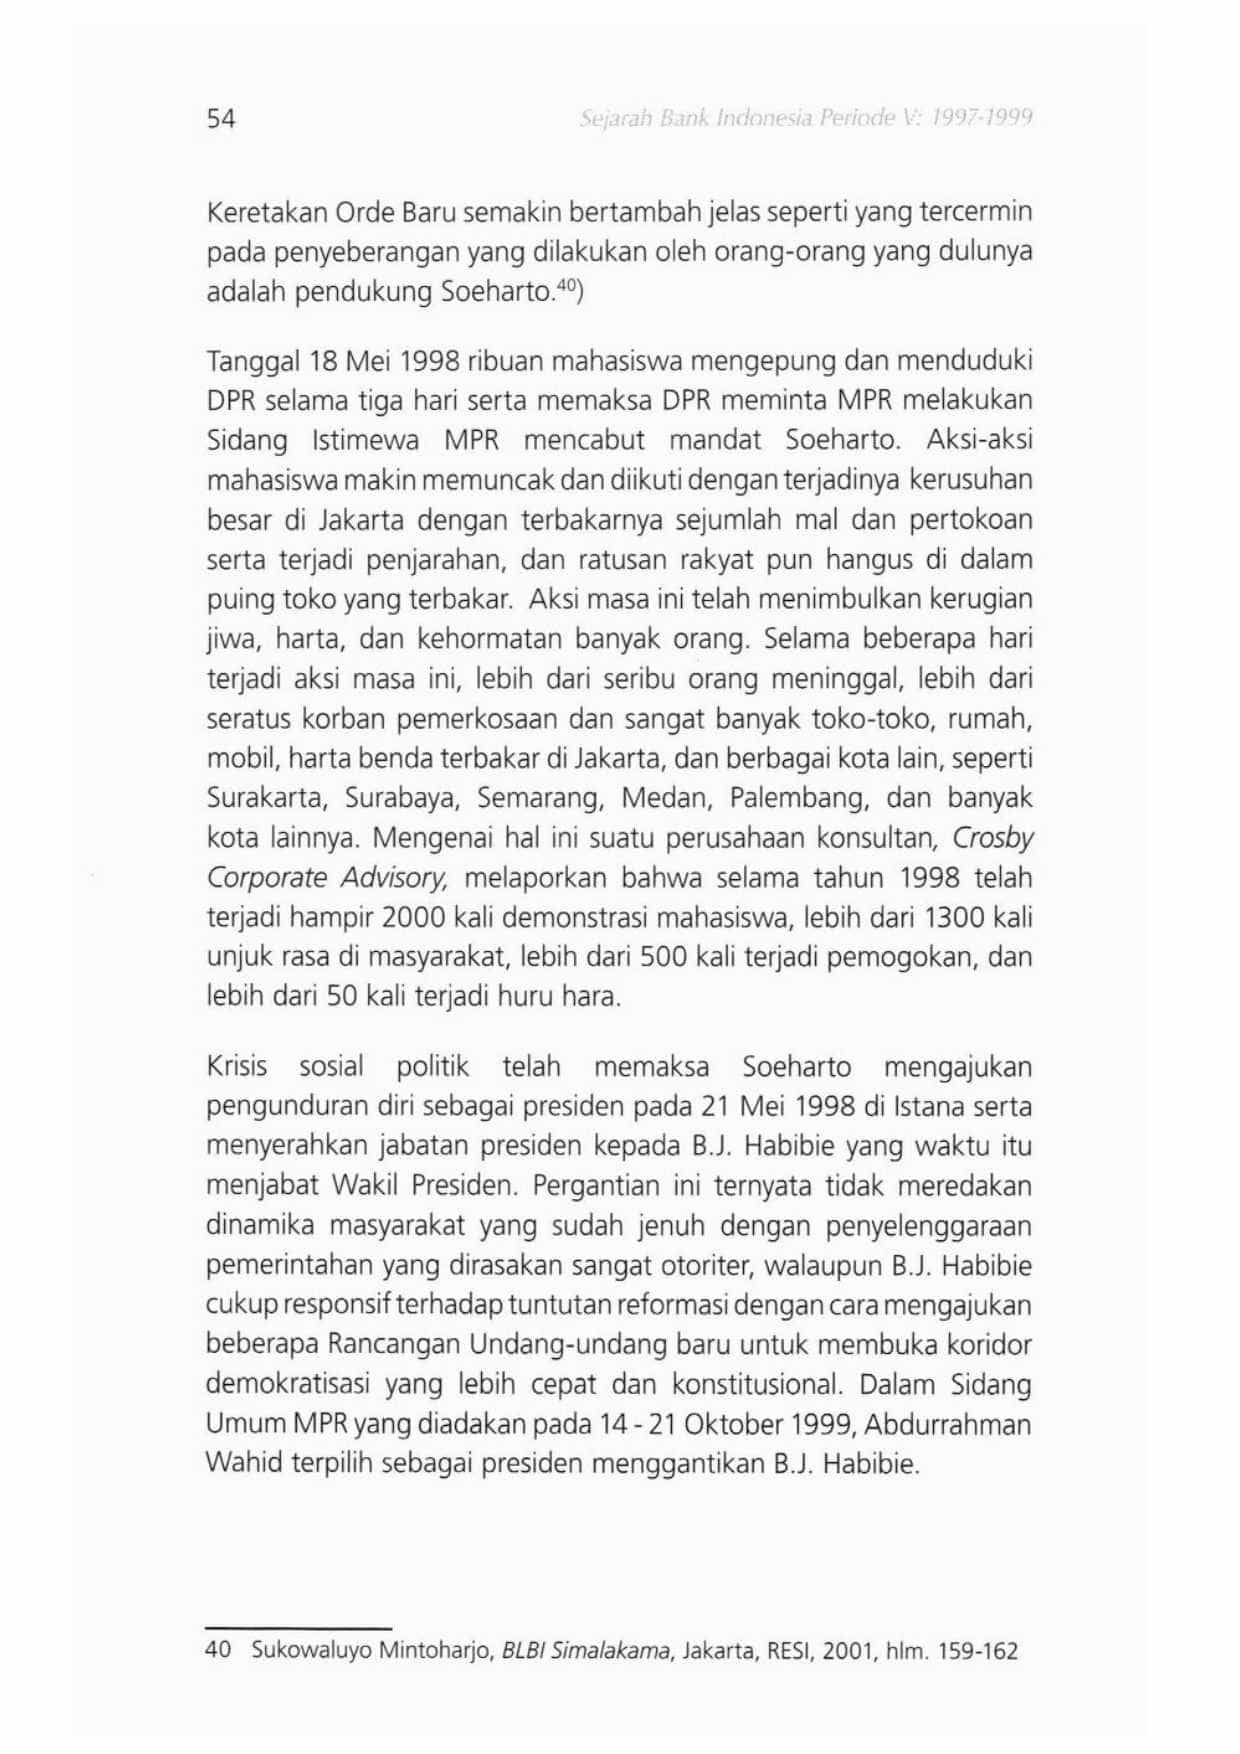 54
Sejarah Bank Indonesia Periode V: 1997-1999
Keretakan Orde Baru semakin bertambah jelas seperti yang tercermin
pada penyeberangan yang dilakukan oleh orang-orang yang dulunya
adalah pendukung Soeharto.⁴⁰)
Tanggal 18 Mei 1998 ribuan mahasiswa mengepung dan menduduki
DPR selama tiga hari serta memaksa DPR meminta MPR melakukan
Sidang Istimewa MPR mencabut mandat Soeharto. Aksi-aksi
mahasiswa makin memuncak dan diikuti dengan terjadinya kerusuhan
besar di Jakarta dengan terbakarnya sejumlah mal dan pertokoan
serta terjadi penjarahan, dan ratusan rakyat pun hangus di dalam
puing toko yang terbakar. Aksi masa ini telah menimbulkan kerugian
jiwa, harta, dan kehormatan banyak orang. Selama beberapa hari
terjadi aksi masa ini, lebih dari seribu orang meninggal, lebih dari
seratus korban pemerkosaan dan sangat banyak toko-toko, rumah,
mobil, harta benda terbakar di Jakarta, dan berbagai kota lain, seperti
Surakarta, Surabaya, Semarang, Medan, Palembang, dan banyak
kota lainnya. Mengenai hal ini suatu perusahaan konsultan, Crosby
Corporate Advisory, melaporkan bahwa selama tahun 1998 telah
terjadi hampir 2000 kali demonstrasi mahasiswa, lebih dari 1300 kali
unjuk rasa di masyarakat, lebih dari 500 kali terjadi pemogokan, dan
lebih dari 50 kali terjadi huru hara.
Krisis sosial politik telah memaksa Soeharto mengajukan
pengunduran diri sebagai presiden pada 21 Mei 1998 di Istana serta
menyerahkan jabatan presiden kepada B.J. Habibie yang waktu itu
menjabat Wakil Presiden. Pergantian ini ternyata tidak meredakan
dinamika masyarakat yang sudah jenuh dengan penyelenggaraan
pemerintahan yang dirasakan sangat otoriter, walaupun B.J. Habibie
cukup responsif terhadap tuntutan reformasi dengan cara mengajukan
beberapa Rancangan Undang-undang baru untuk membuka koridor
demokratisasi yang lebih cepat dan konstitusional. Dalam Sidang
Umum MPR yang diadakan pada 14 - 21 Oktober 1999, Abdurrahman
Wahid terpilih sebagai presiden menggantikan B.J. Habibie.
40 Sukowaluyo Mintoharjo, BLBI Simalakama, Jakarta, RESI, 2001, hlm. 159-162